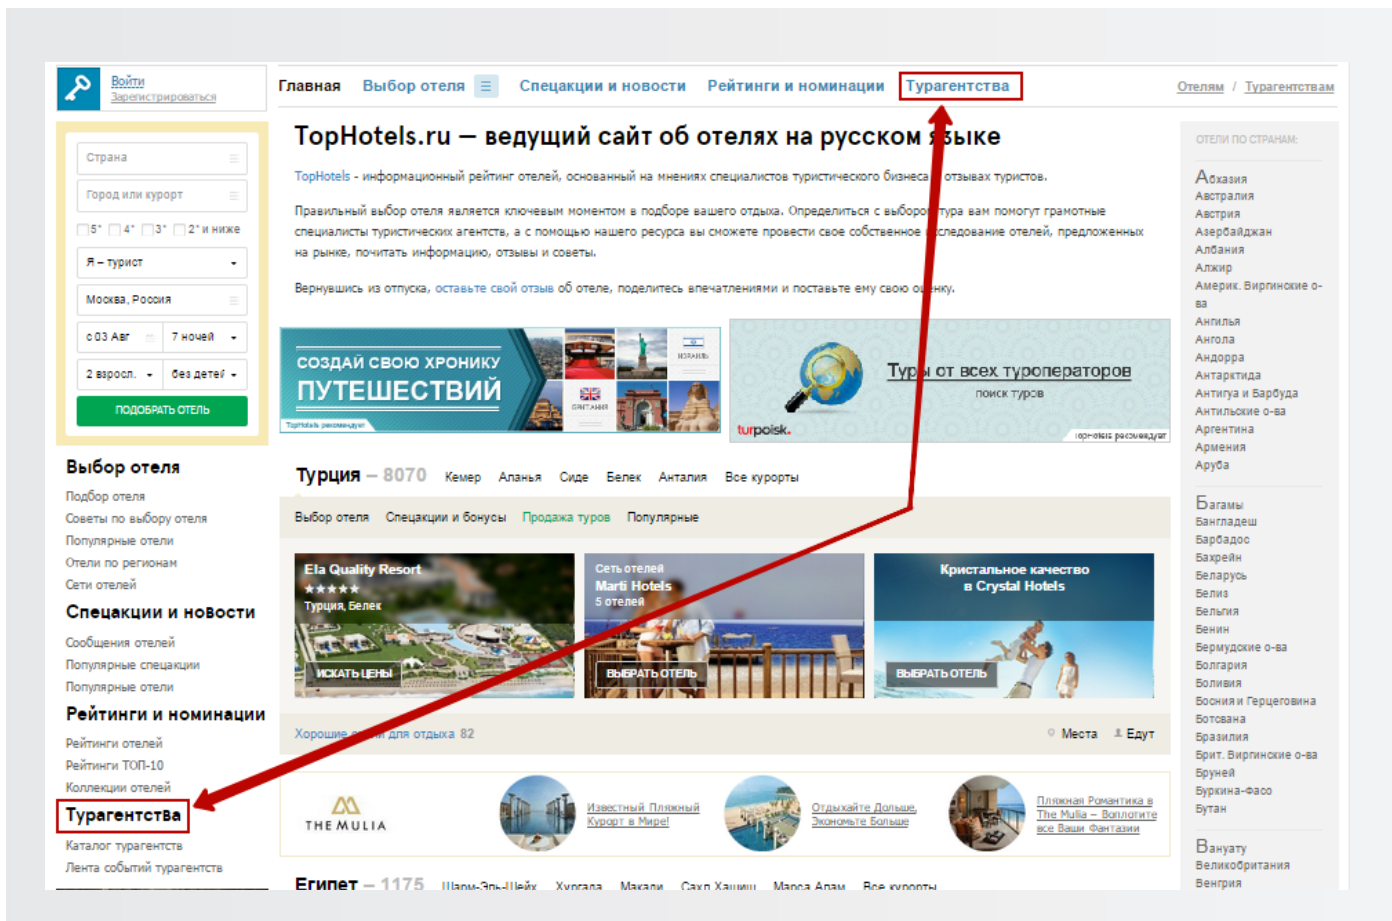 Войти
Зарегистрироваться
Главная Выбор отеля Спецакции и новости Рейтинги и номинации Турагентства
Отелям / Турагентствам
Страна
Город или курорт
5* 4* 3* 2* и ниже
Я – турист
Москва, Россия
с 03 Авг 7 ночей
2 взросл. без детей
ПОДОБРАТЬ ОТЕЛЬ
Выбор отеля
Подбор отеля
Советы по выбору отеля
Популярные отели
Отели по регионам
Сети отелей
Спецакции и новости
Сообщения отелей
Популярные спецакции
Популярные отели
Рейтинги и номинации
Рейтинги отелей
Рейтинги ТОП-10
Коллекции отелей
Турагентства
Каталог турагентств
Лента событий турагентств
TopHotels.ru — ведущий сайт об отелях на русском языке
TopHotels - информационный рейтинг отелей, основанный на мнениях специалистов туристического бизнеса отзывах туристов.
Правильный выбор отеля является ключевым моментом в подборе вашего отдыха. Определиться с выбором тура вам помогут грамотные
специалисты туристических агентств, а с помощью нашего ресурса вы сможете провести свое собственное исследование отелей, предложенных
на рынке, почитать информацию, отзывы и советы.
Вернувшись из отпуска, оставьте свой отзыв об отеле, поделитесь впечатлениями и поставьте ему свою оценку.
СОЗДАЙ СВОЮ ХРОНИКУ
ПУТЕШЕСТВИЙ
TopHotels рекомендует
ИЗРАИЛЬ
БРИТАНИЯ
Туры от всех туроператоров
поиск туров
turpoisk.
TopHotels рекомендует
Турция – 8070 Кемер Аланья Сиде Белек Анталия Все курорты
Выбор отеля Спецакции и бонусы Продажа туров Популярные
Ela Quality Resort
★★★★★
Турция, Белек
ИСКАТЬ ЦЕНЫ
Сеть отелей
Marti Hotels
5 отелей
ВЫБРАТЬ ОТЕЛЬ
Кристальное качество
в Crystal Hotels
ВЫБРАТЬ ОТЕЛЬ
Хорошие для отдыха 82
Места Едут
THE MULIA
Известный Пляжный
Курорт в Мире!
Отдыхайте Дольше,
Экономьте Больше
Пляжная Романтика в
The Mulia – Воплотите
все Ваши Фантазии
Египет – 1175 Шарм-Эль-Шейх Хургада Макади Сахл Хашиш Марса Алам Все курорты
ОТЕЛИ ПО СТРАНАМ:
Абхазия
Австралия
Австрия
Азербайджан
Албания
Алжир
Америк. Виргинские о-
ва
Ангилья
Ангола
Андорра
Антарктида
Антигуа и Барбуда
Антильские о-ва
Аргентина
Армения
Аруба
Багамы
Бангладеш
Барбадос
Бахрейн
Беларусь
Белиз
Бельгия
Бенин
Бермудские о-ва
Болгария
Боливия
Босния и Герцеговина
Ботсвана
Бразилия
Брит. Виргинские о-ва
Бруней
Буркина-Фасо
Бутан
Вануату
Великобритания
Венгрия